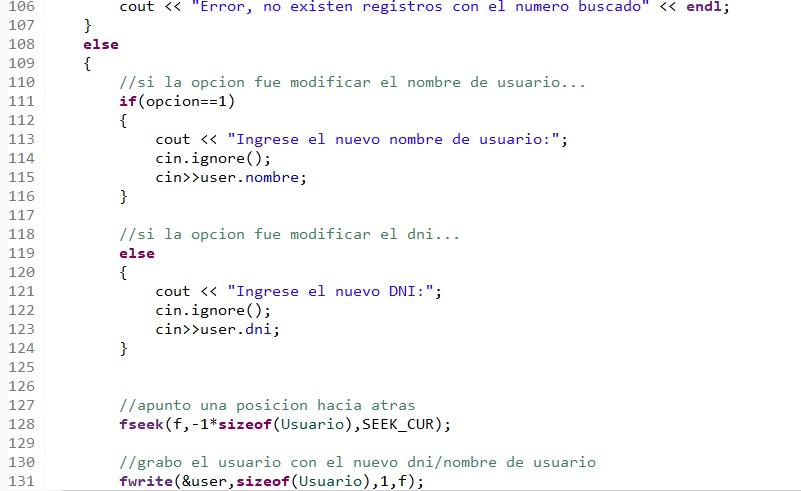 106 cout << "Error, no existen registros con el numero buscado" << endl;
107 }
108 else
109 {
110 //si la opcion fue modificar el nombre de usuario...
111 if(opcion==1)
112 {
113 cout << "Ingrese el nuevo nombre de usuario:";
114 cin.ignore();
115 cin>>user.nombre;
116 }
117
118 //si la opcion fue modificar el dni...
119 else
120 {
121 cout << "Ingrese el nuevo DNI:";
122 cin.ignore();
123 cin>>user.dni;
124 }
125
126
127 //apunto una posicion hacia atras
128 fseek(f,-1*sizeof(Usuario),SEEK_CUR);
129
130 //grabo el usuario con el nuevo dni/nombre de usuario
131 fwrite(&user,sizeof(Usuario),1,f);